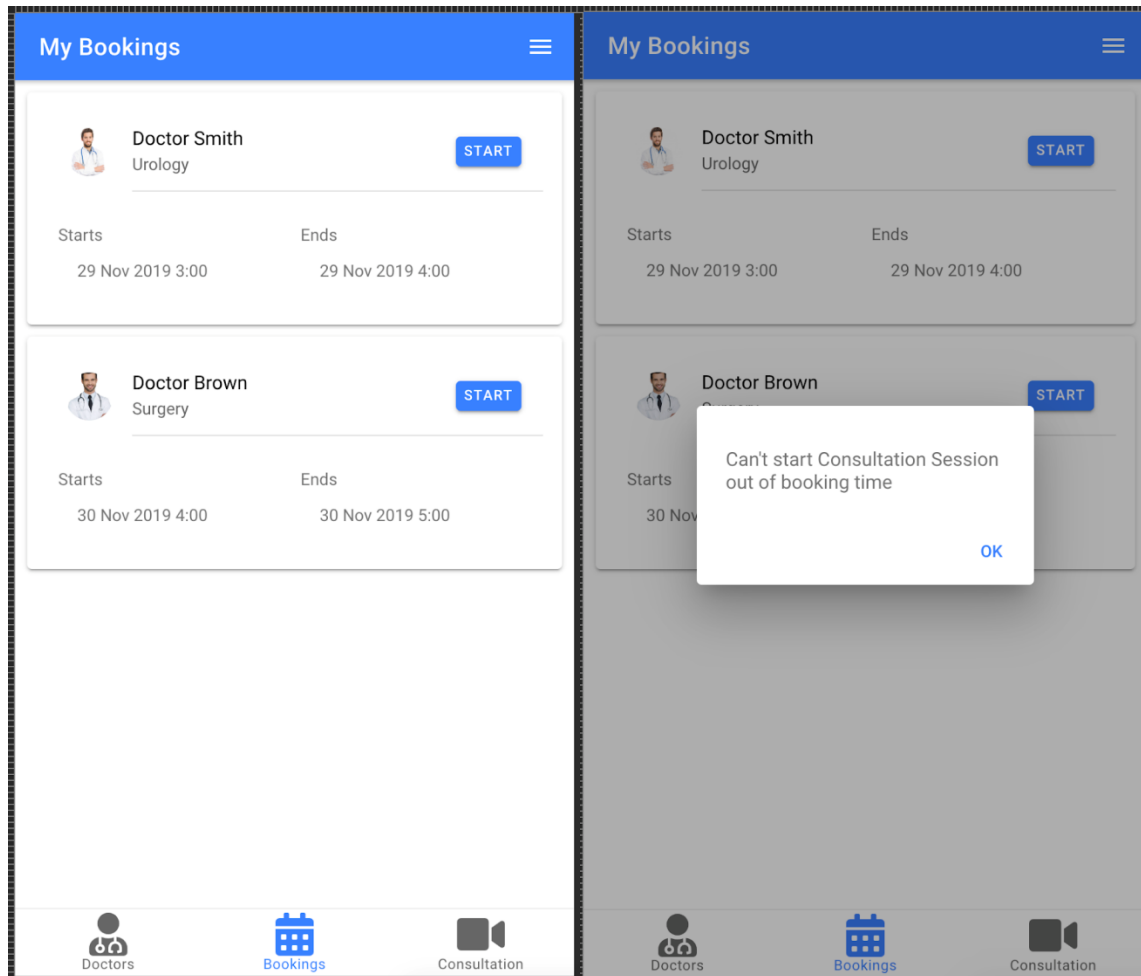 My Bookings
Doctor Smith
Urology
START
Starts
Ends
29 Nov 2019 3:00
29 Nov 2019 4:00
Doctor Brown
Surgery
START
Starts
Ends
30 Nov 2019 4:00
30 Nov 2019 5:00
Doctors
Bookings
Consultation
My Bookings
Doctor Smith
Urology
START
Starts
Ends
29 Nov 2019 3:00
29 Nov 2019 4:00
Doctor Brown
START
Starts
30 Nov
Can't start Consultation Session
out of booking time
OK
Doctors
Bookings
Consultation